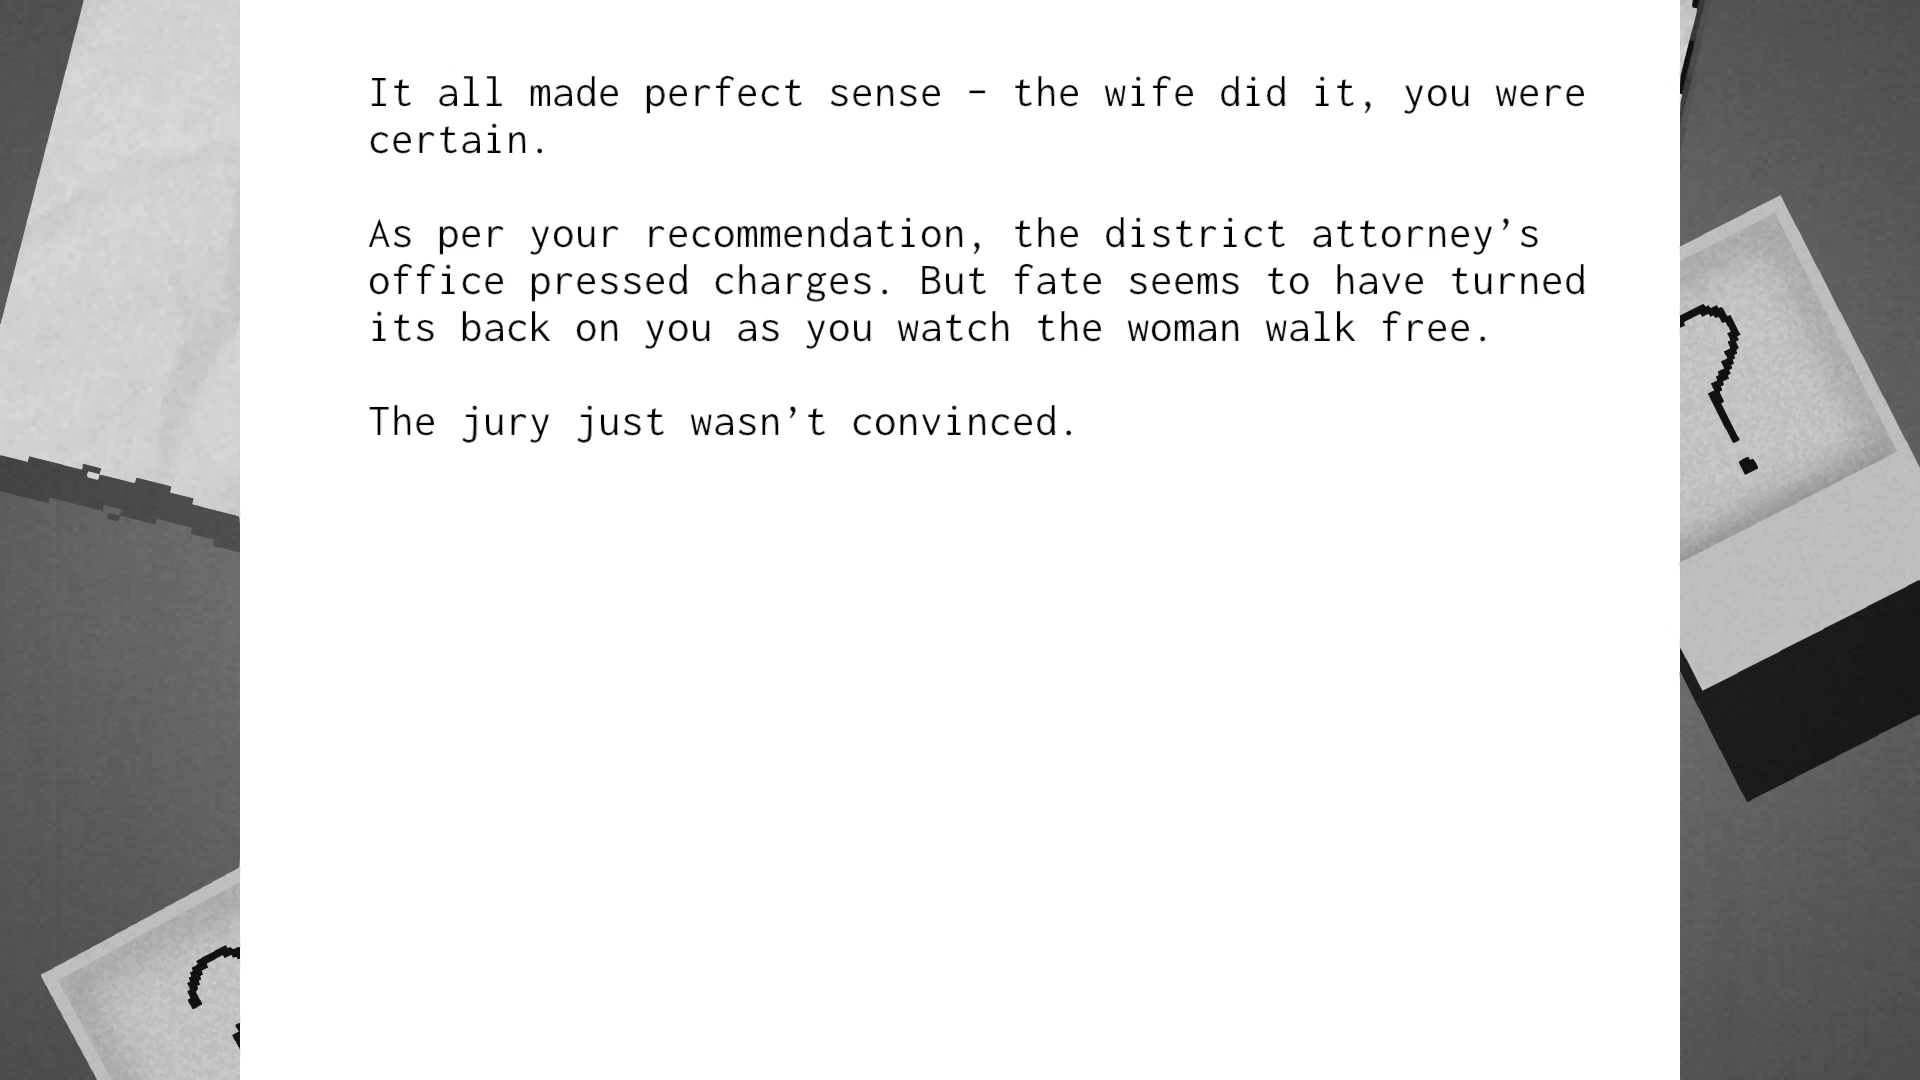 It all made perfect sense – the wife did it, you were
certain.
As per your recommendation, the district attorney’s
office pressed charges. But fate seems to have turned
its back on you as you watch the woman walk free.
The jury just wasn’t convinced.
?
?